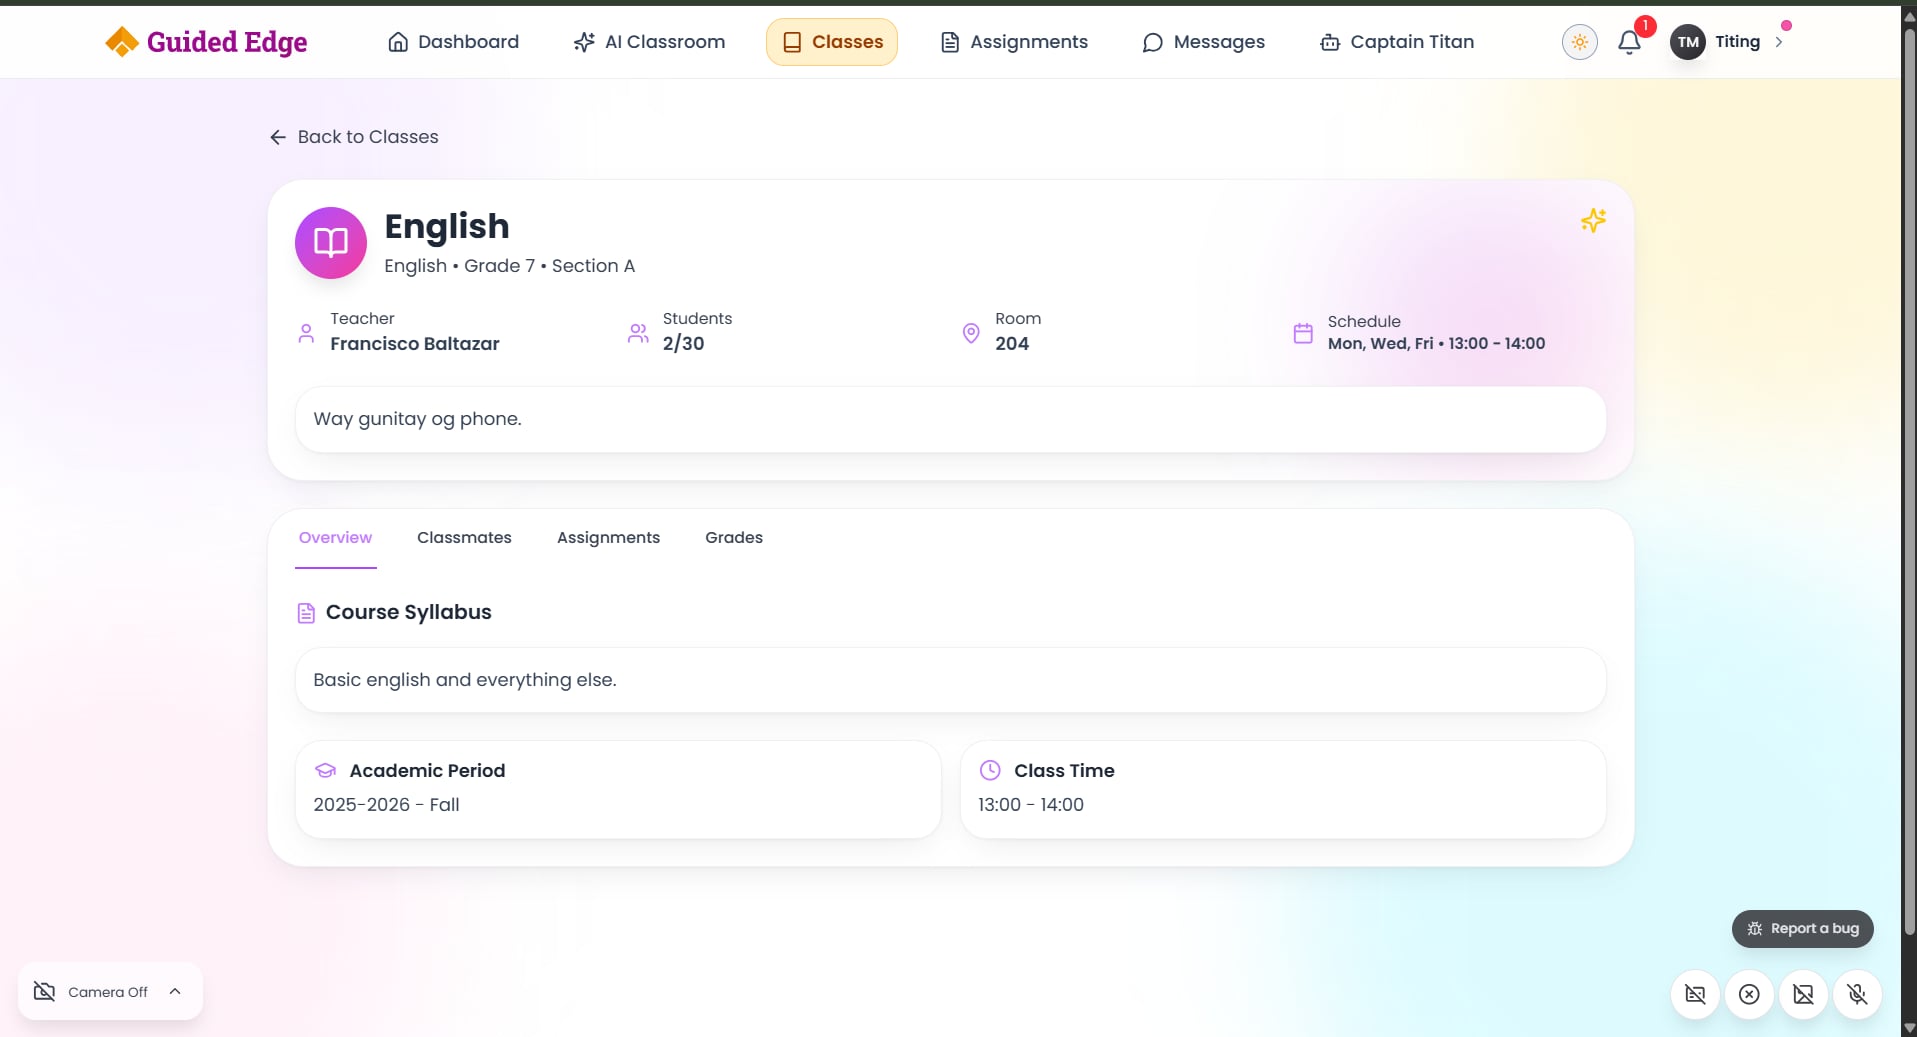 Guided Edge
Dashboard
AI Classroom
Classes
Assignments
Messages
Captain Titan
1
TM
Titing
Back to Classes
English
English • Grade 7 • Section A
Teacher
Francisco Baltazar
Students
2/30
Room
204
Schedule
Mon, Wed, Fri • 13:00 - 14:00
Way gunitay og phone.
Overview
Classmates
Assignments
Grades
Course Syllabus
Basic english and everything else.
Academic Period
2025-2026 - Fall
Class Time
13:00 - 14:00
Report a bug
Camera Off